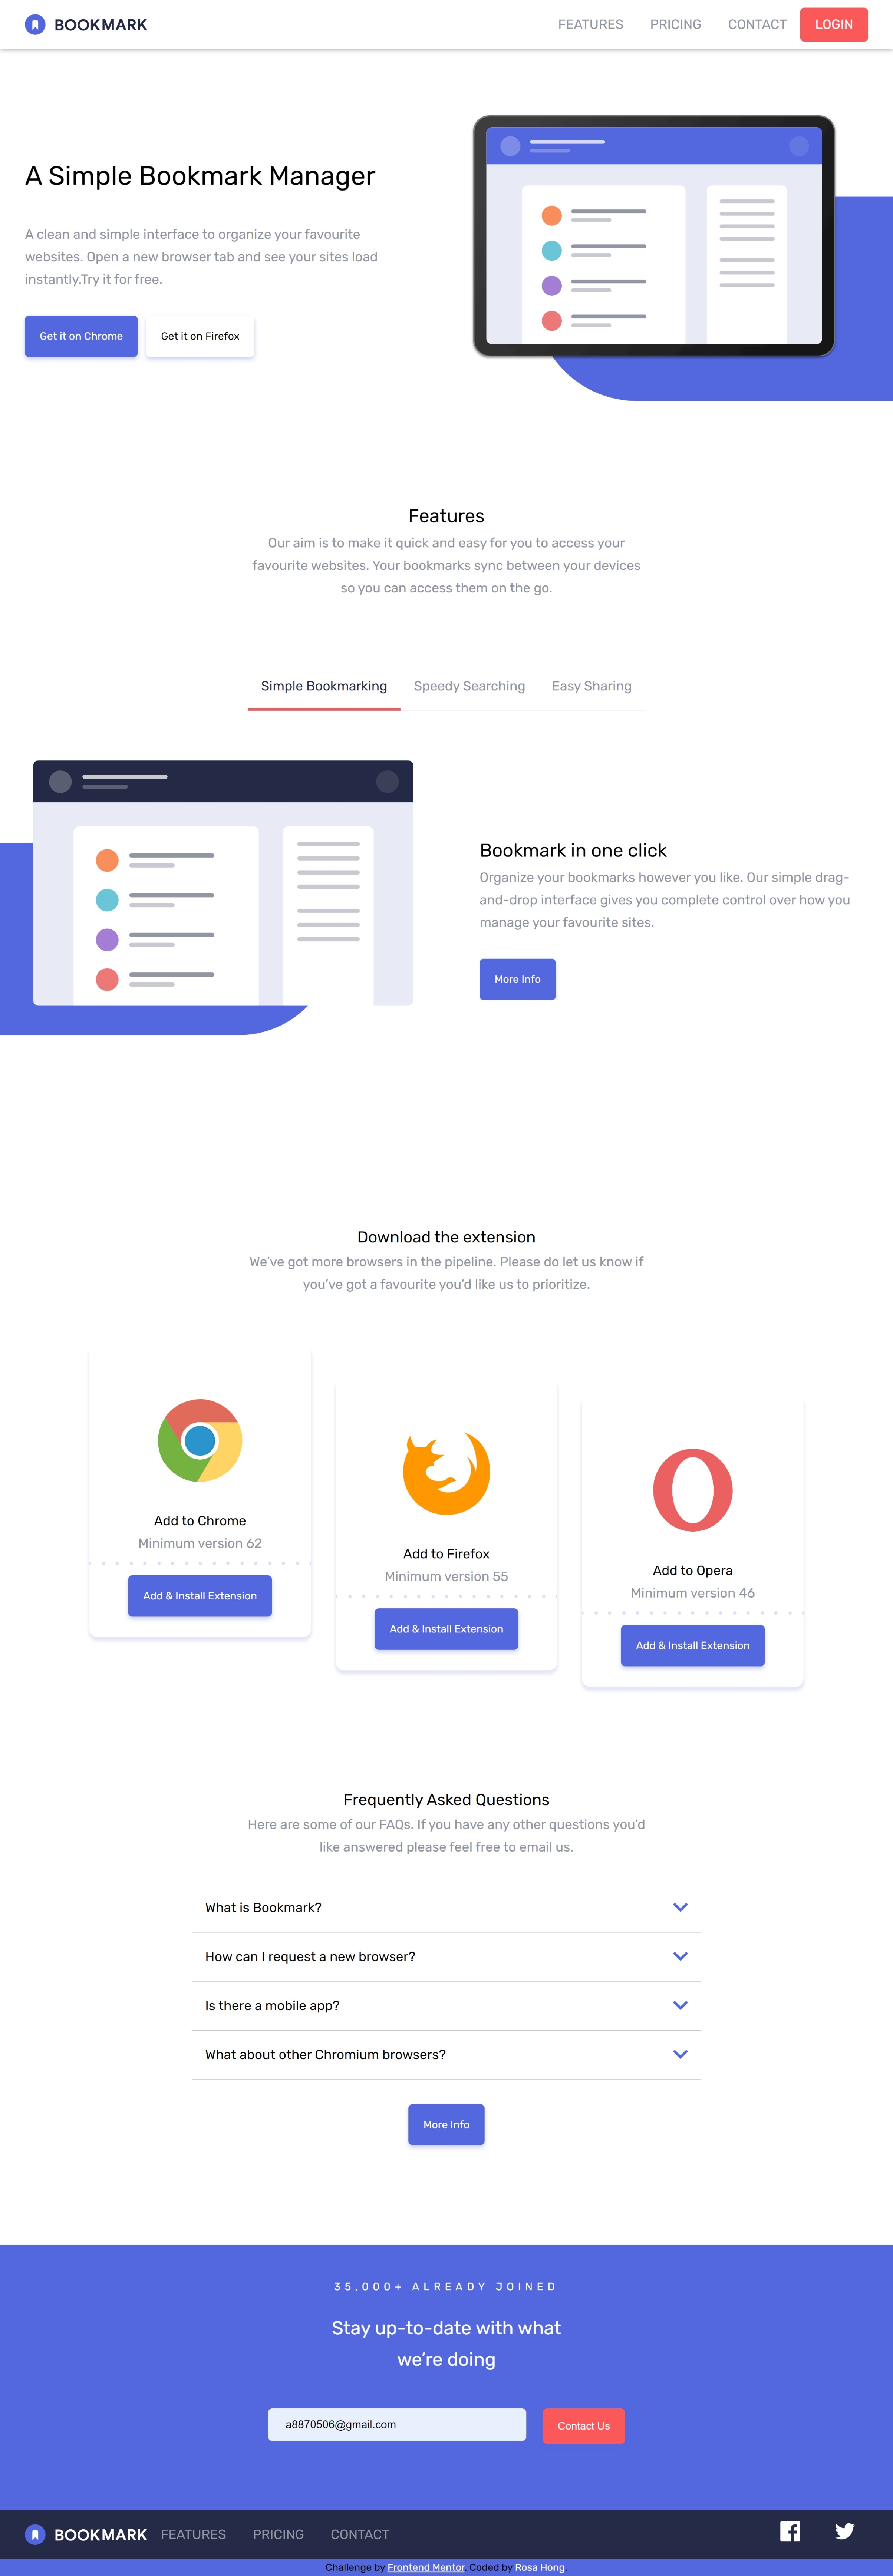 BOOKMARK
FEATURES PRICING CONTACT LOGIN
A Simple Bookmark Manager
A clean and simple interface to organize your favourite
websites. Open a new browser tab and see your sites load
instantly.Try it for free.
Get it on Chrome Get it on Firefox
Features
Our aim is to make it quick and easy for you to access your
favourite websites. Your bookmarks sync between your devices
so you can access them on the go.
Simple Bookmarking Speedy Searching Easy Sharing
Bookmark in one click
Organize your bookmarks however you like. Our simple drag-
and-drop interface gives you complete control over how you
manage your favourite sites.
More Info
Download the extension
We've got more browsers in the pipeline. Please do let us know if
you've got a favourite you'd like us to prioritize.
Add to Chrome
Minimum version 62
Add & Install Extension
Add to Firefox
Minimum version 55
Add & Install Extension
Add to Opera
Minimum version 46
Add & Install Extension
Frequently Asked Questions
Here are some of our FAQs. If you have any other questions you'd
like answered please feel free to email us.
What is Bookmark?
How can I request a new browser?
Is there a mobile app?
What about other Chromium browsers?
More Info
35,000+ ALREADY JOINED
Stay up-to-date with what
we're doing
a8870506@gmail.com Contact Us
BOOKMARK FEATURES PRICING CONTACT
Challenge by Frontend Mentor. Coded by Rosa Hong.